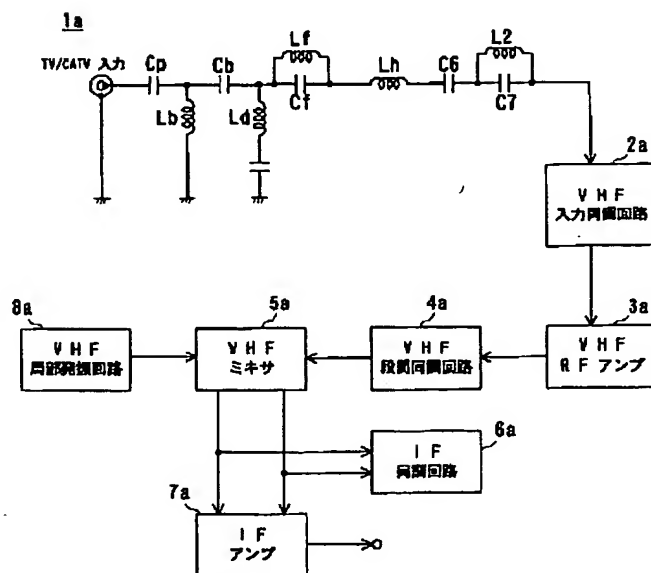 1a
TV/CATV 入力
Cp
Cb
Lf
Cf
Lh
C6
L2
C7
Lb
Ld
2a
VHF
入力同調回路
8a
VHF
局部発振回路
5a
VHF
ミキサ
4a
VHF
段間同調回路
3a
VHF
RFアンプ
6a
IF
同調回路
7a
IF
アンプ